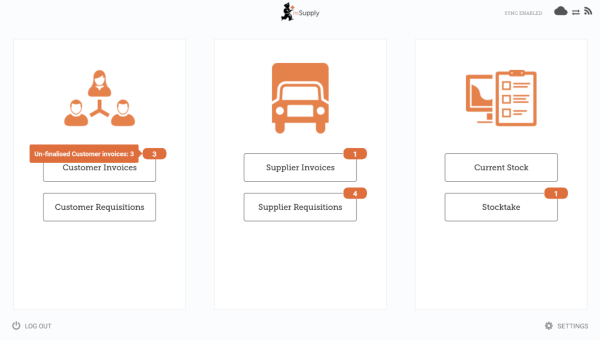 mSupply
SYNC ENABLED
Un-finalised Customer invoices: 3
3
Customer Invoices
Customer Requisitions
1
Supplier Invoices
4
Supplier Requisitions
Current Stock
1
Stocktake
LOG OUT
SETTINGS